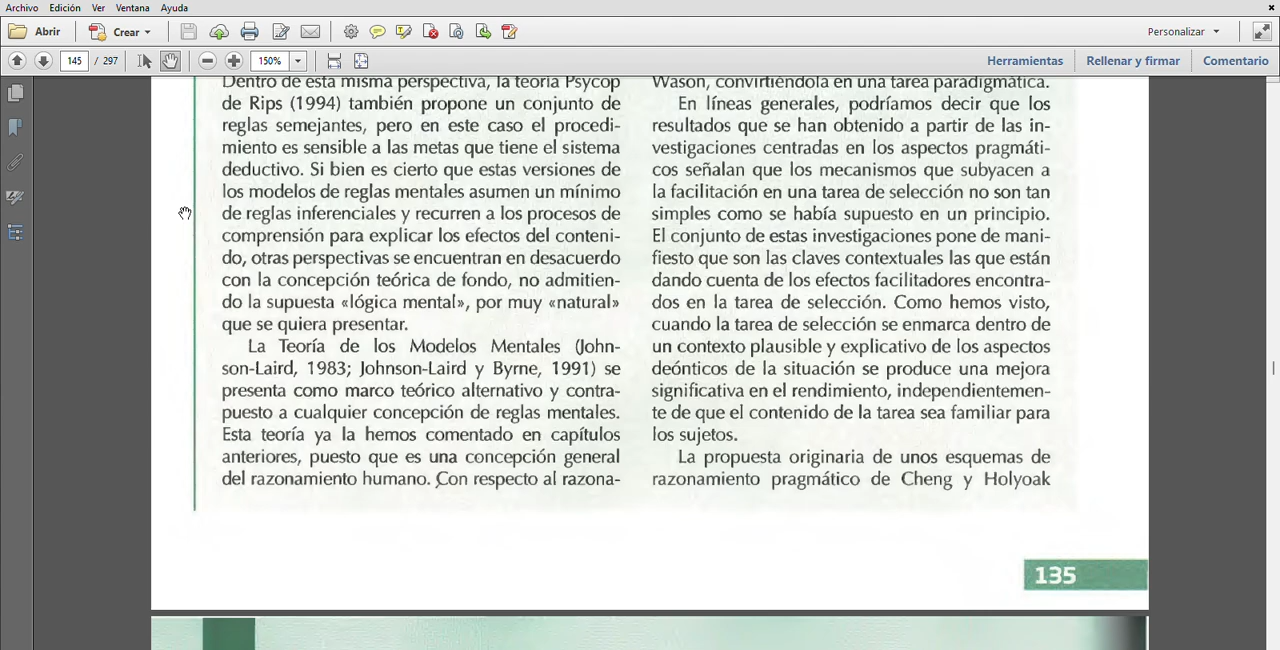 Archivo Edición Ver Ventana Ayuda
Abrir Crear Personalizar
145 / 297 150% Herramientas Rellenar y firmar Comentario
Dentro de esta misma perspectiva, la teoría Psycop
de Rips (1994) también propone un conjunto de
reglas semejantes, pero en este caso el procedi-
miento es sensible a las metas que tiene el sistema
deductivo. Si bien es cierto que estas versiones de
los modelos de reglas mentales asumen un mínimo
de reglas inferenciales y recurren a los procesos de
comprensión para explicar los efectos del conteni-
do, otras perspectivas se encuentran en desacuerdo
con la concepción teórica de fondo, no admitien-
do la supuesta «lógica mental», por muy «natural»
que se quiera presentar.
La Teoría de los Modelos Mentales (John-
son-Laird, 1983; Johnson-Laird y Byrne, 1991) se
presenta como marco teórico alternativo y contra-
puesto a cualquier concepción de reglas mentales.
Esta teoría ya la hemos comentado en capítulos
anteriores, puesto que es una concepción general
del razonamiento humano. Con respecto al razona-
Wason, convirtiéndola en una tarea paradigmática.
En líneas generales, podríamos decir que los
resultados que se han obtenido a partir de las in-
vestigaciones centradas en los aspectos pragmáti-
cos señalan que los mecanismos que subyacen a
la facilitación en una tarea de selección no son tan
simples como se había supuesto en un principio.
El conjunto de estas investigaciones pone de mani-
fiesto que son las claves contextuales las que están
dando cuenta de los efectos facilitadores encontra-
dos en la tarea de selección. Como hemos visto,
cuando la tarea de selección se enmarca dentro de
un contexto plausible y explicativo de los aspectos
deónticos de la situación se produce una mejora
significativa en el rendimiento, independientemen-
te de que el contenido de la tarea sea familiar para
los sujetos.
La propuesta originaria de unos esquemas de
razonamiento pragmático de Cheng y Holyoak
135